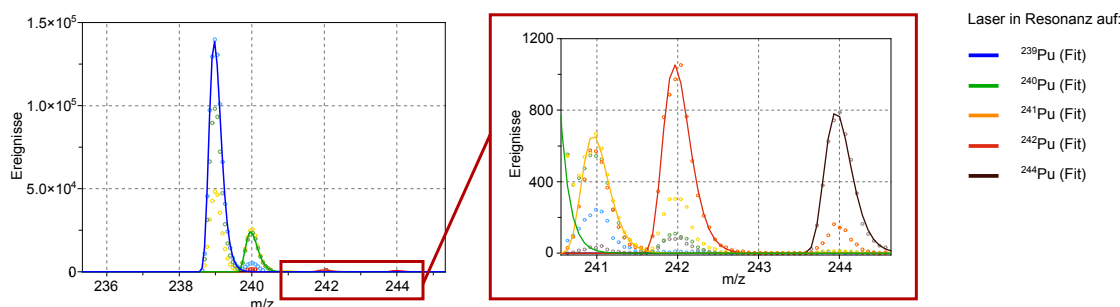 1.5×10⁵
1.0×10⁵
5.0×10⁴
0
Ereignisse
236 238 240 242 244
m/z
1200
800
400
0
Ereignisse
241 242 243 244
m/z
Laser in Resonanz auf:
²³⁹Pu (Fit)
²⁴⁰Pu (Fit)
²⁴¹Pu (Fit)
²⁴²Pu (Fit)
²⁴⁴Pu (Fit)